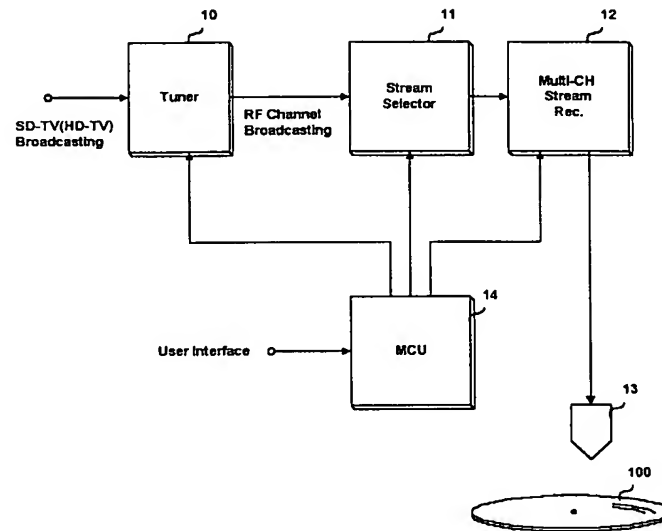 10
11
12
Tuner
Stream
Selector
Multi-CH
Stream
Rec.
SD-TV(HD-TV)
Broadcasting
RF Channel
Broadcasting
14
User Interface
MCU
13
100